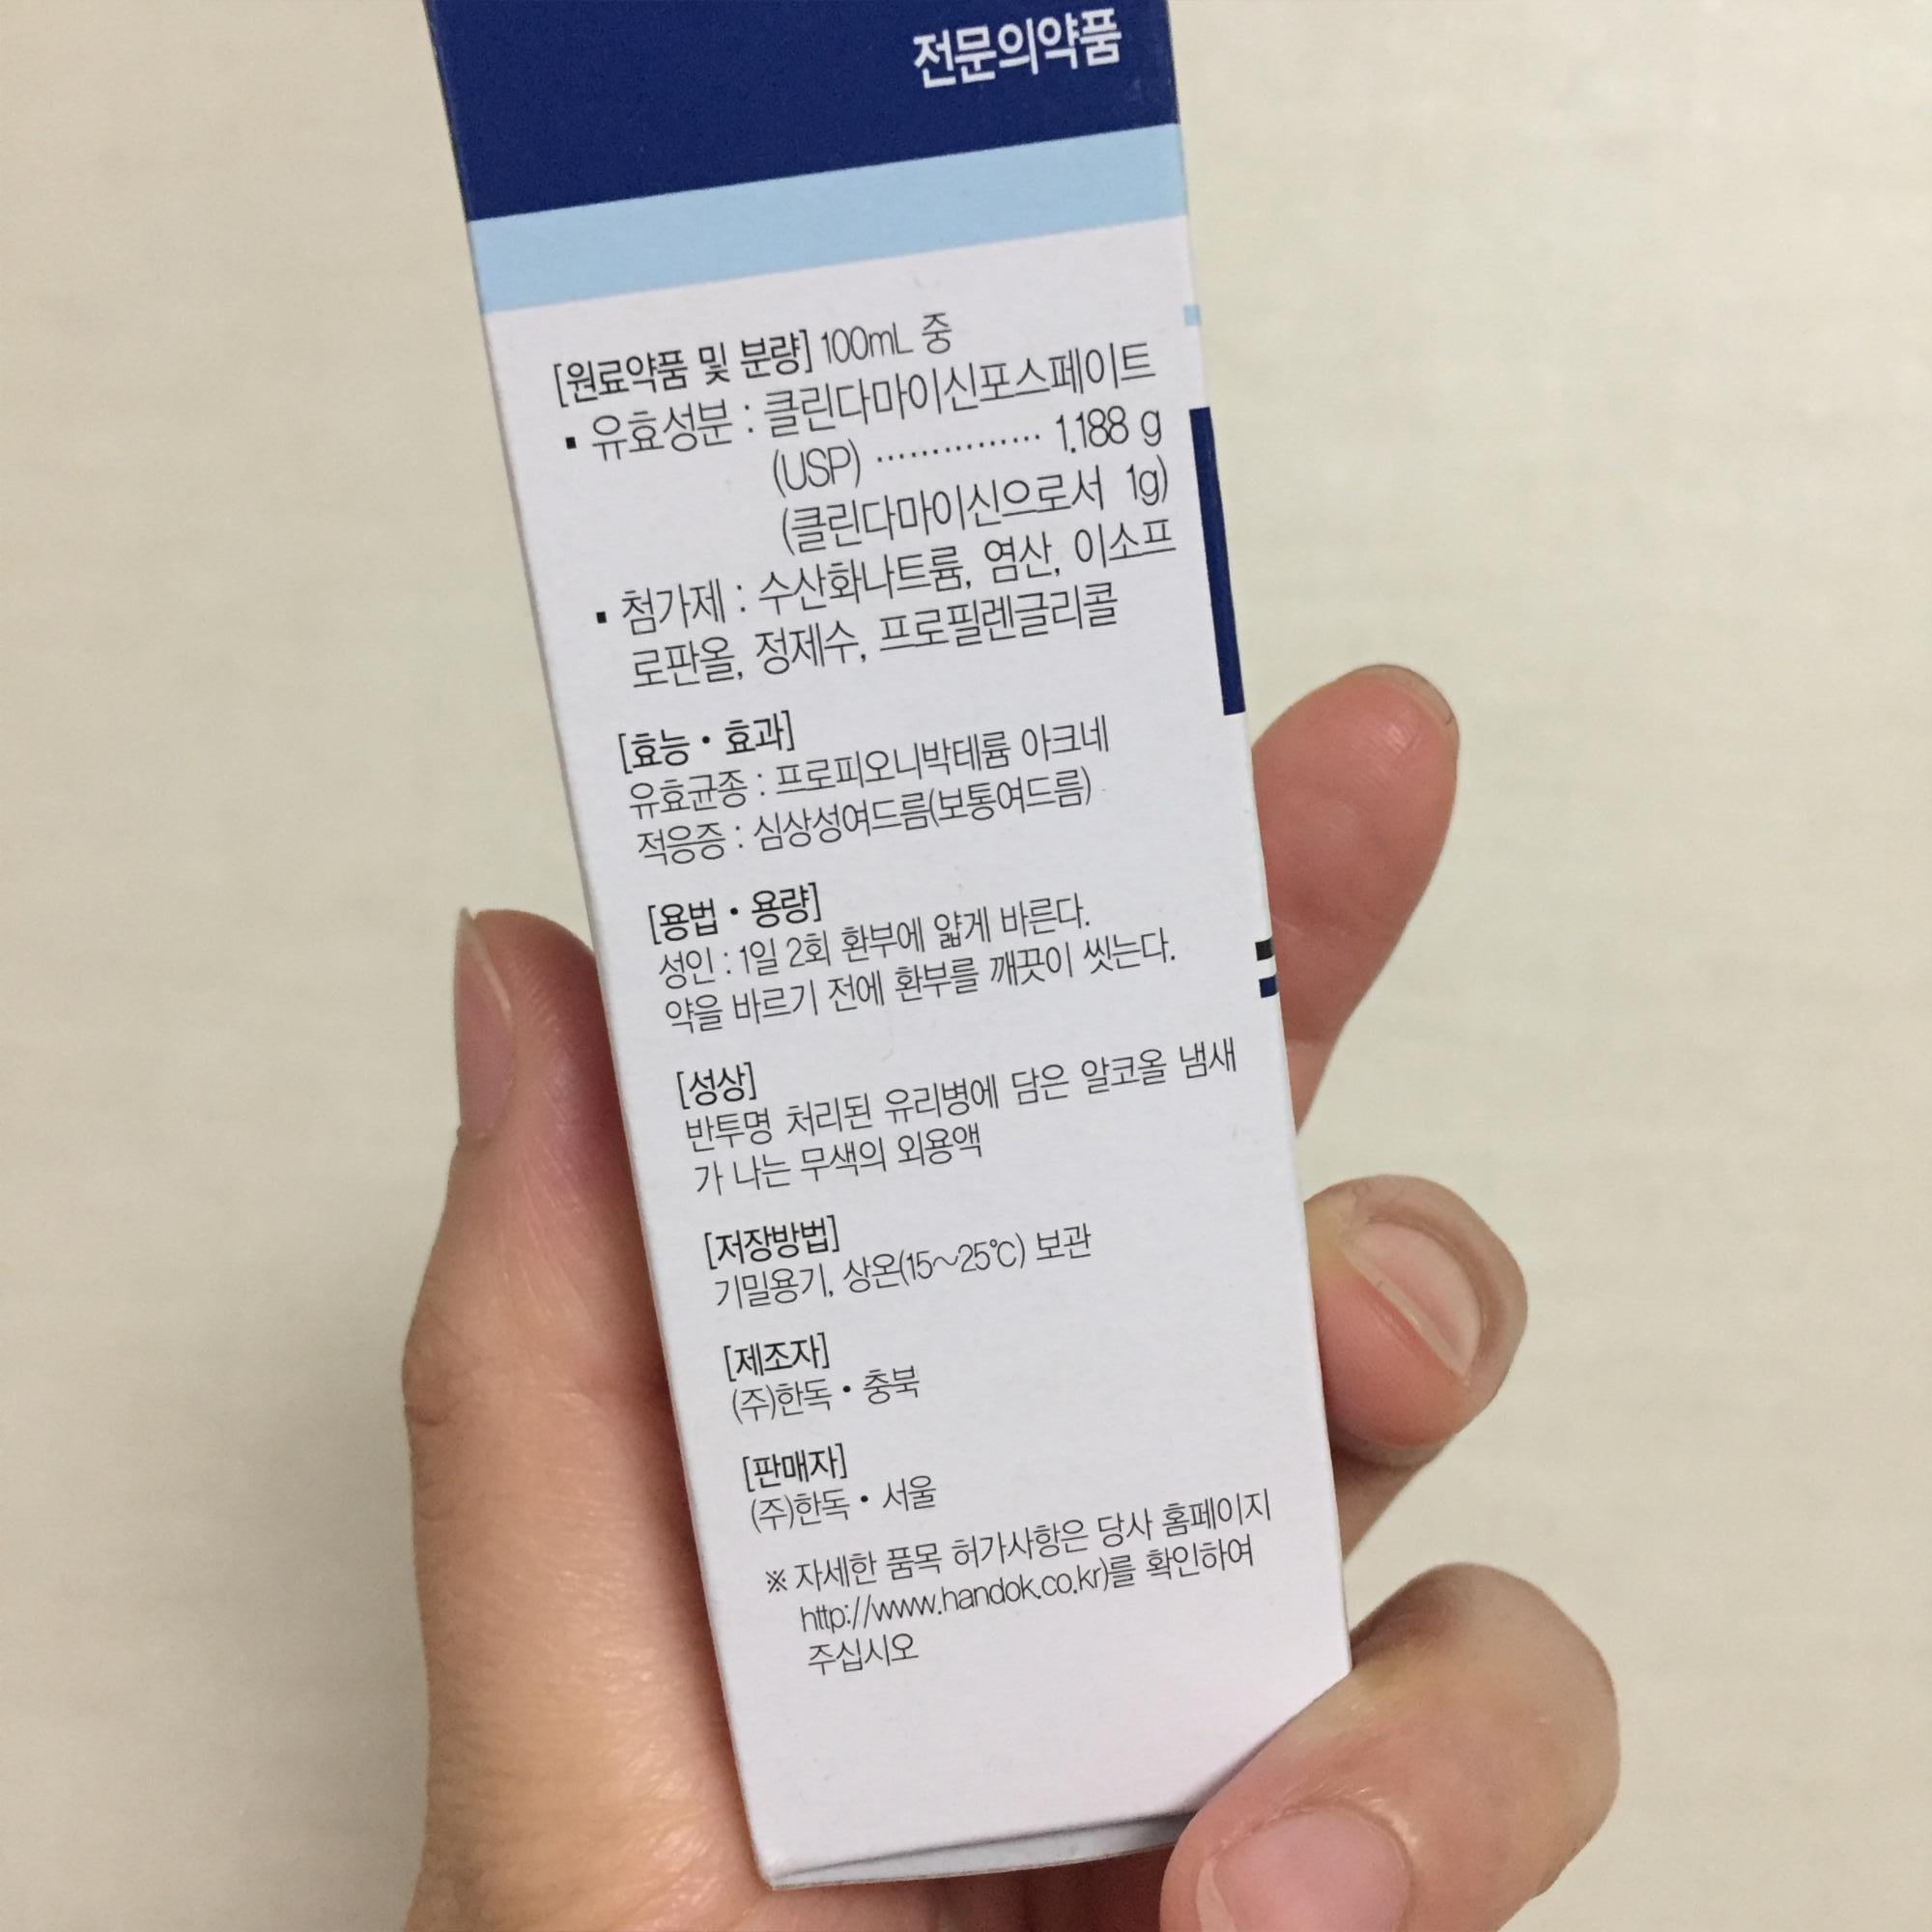 전문의약품
[원료약품 및 분량] 100mL 중
▪ 유효성분 : 클린다마이신포스페이트
(USP) ··············· 1.188 g
(클린다마이신으로서 1g)
▪ 첨가제 : 수산화나트륨, 염산, 이소프
로판올, 정제수, 프로필렌글리콜
[효능・효과]
유효균종 : 프로피오니박테륨 아크네
적응증 : 심상성여드름(보통여드름)
[용법・용량]
성인 : 1일 2회 환부에 얇게 바른다.
약을 바르기 전에 환부를 깨끗이 씻는다.
[성상]
반투명 처리된 유리병에 담은 알코올 냄새
가 나는 무색의 외용액
[저장방법]
기밀용기, 상온(15~25℃) 보관
[제조자]
(주)한독・충북
[판매자]
(주)한독・서울
※ 자세한 품목 허가사항은 당사 홈페이지
http://www.handok.co.kr)를 확인하여
주십시오